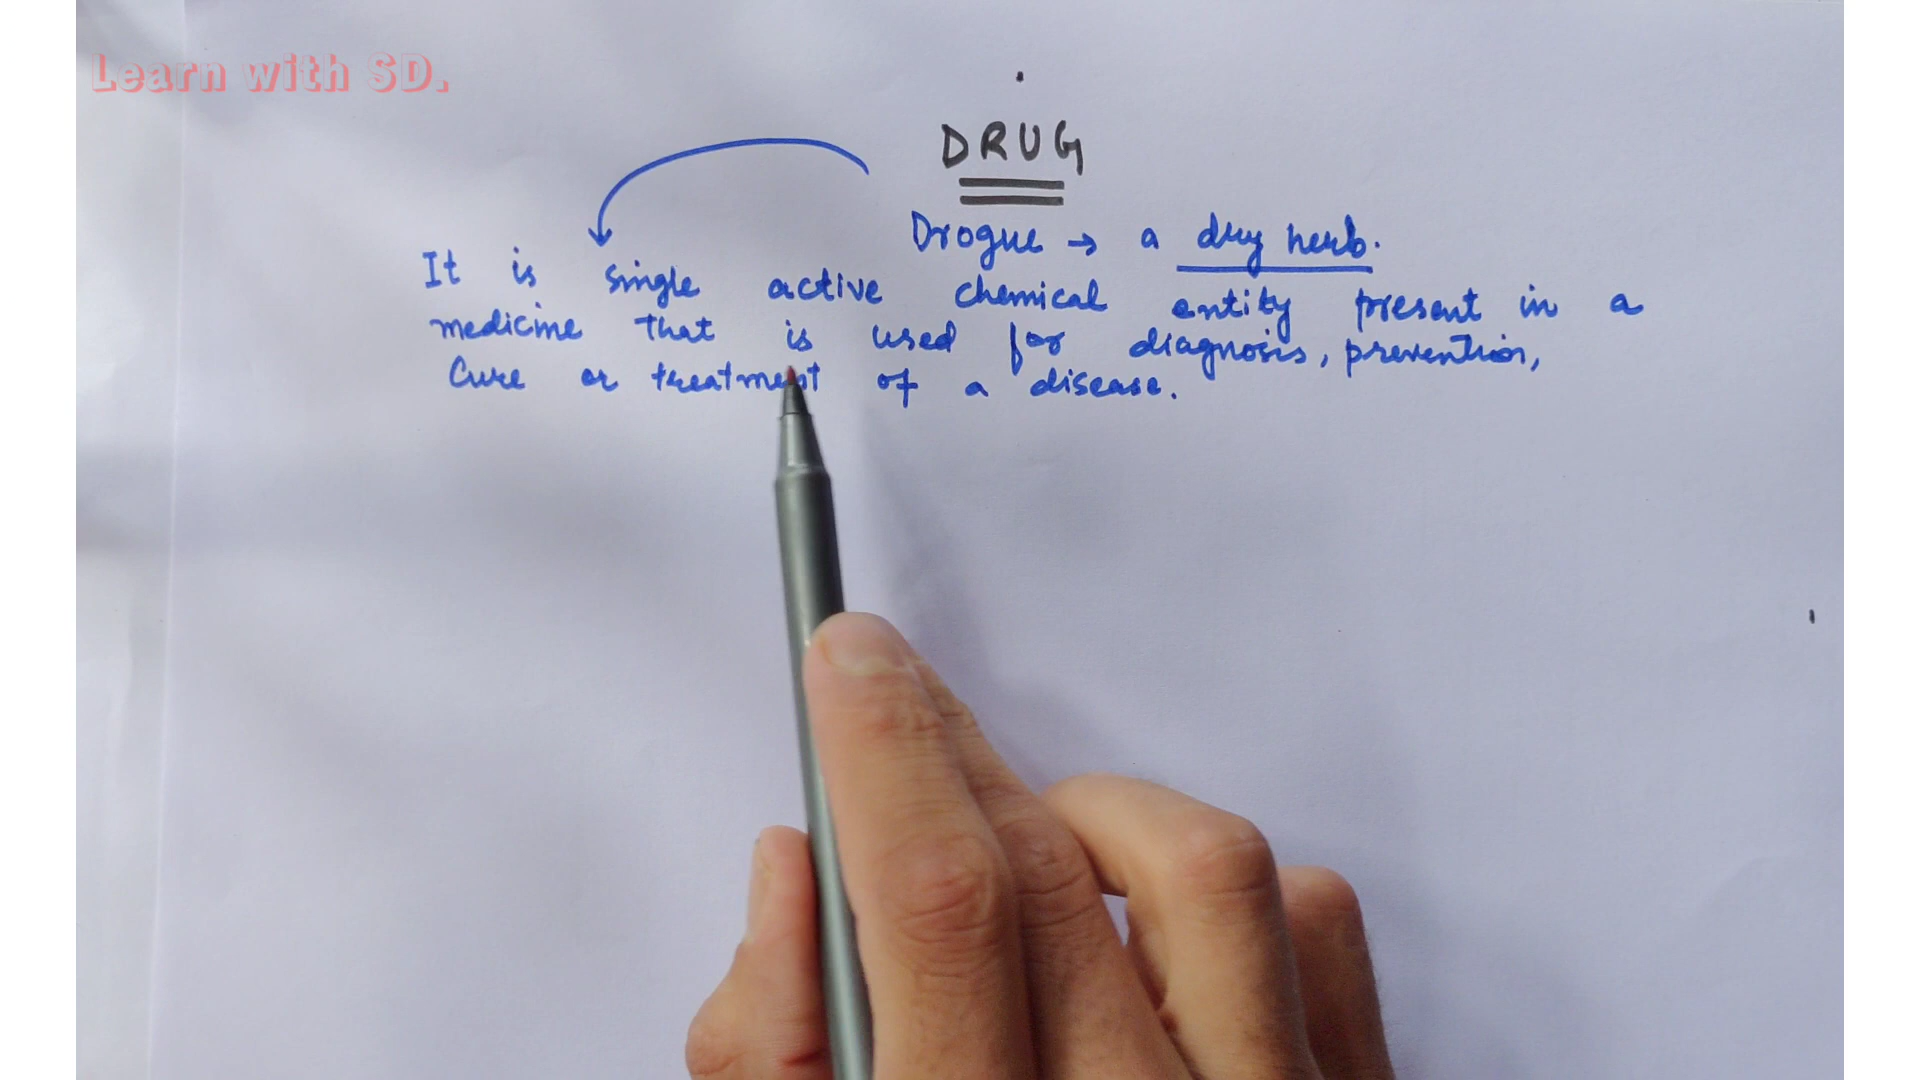 Learn with SD.
DRUG
Drogue → a dry herb.
It is single active chemical entity present in a
medicine that is used for diagnosis, prevention,
Cure or treatment of a disease.